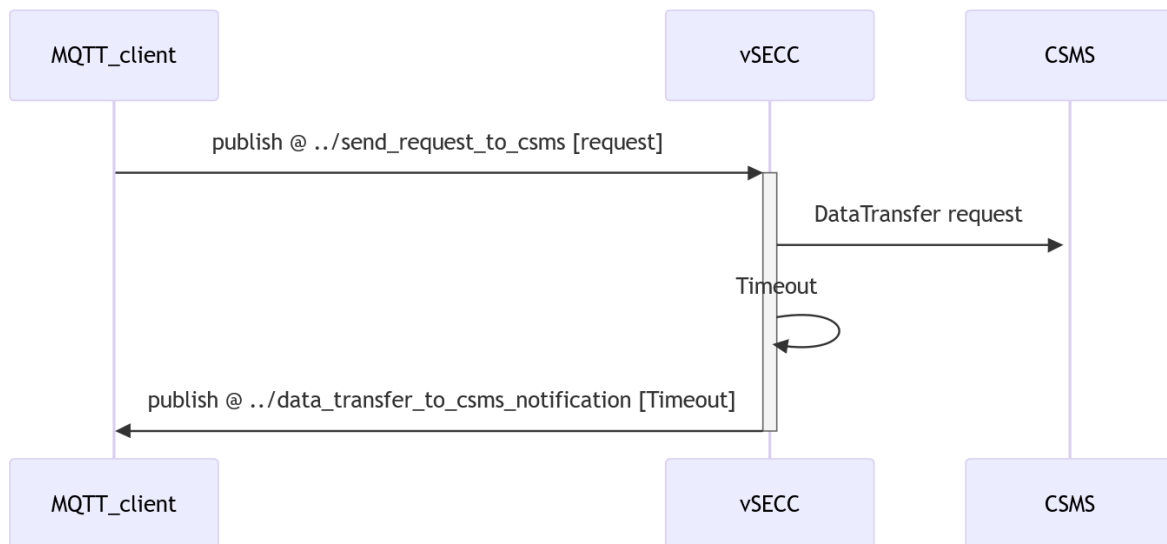 MQTT_client vSECC CSMS
publish @ ../send_request_to_csms [request]
DataTransfer request
Timeout
publish @ ../data_transfer_to_csms_notification [Timeout]
MQTT_client vSECC CSMS